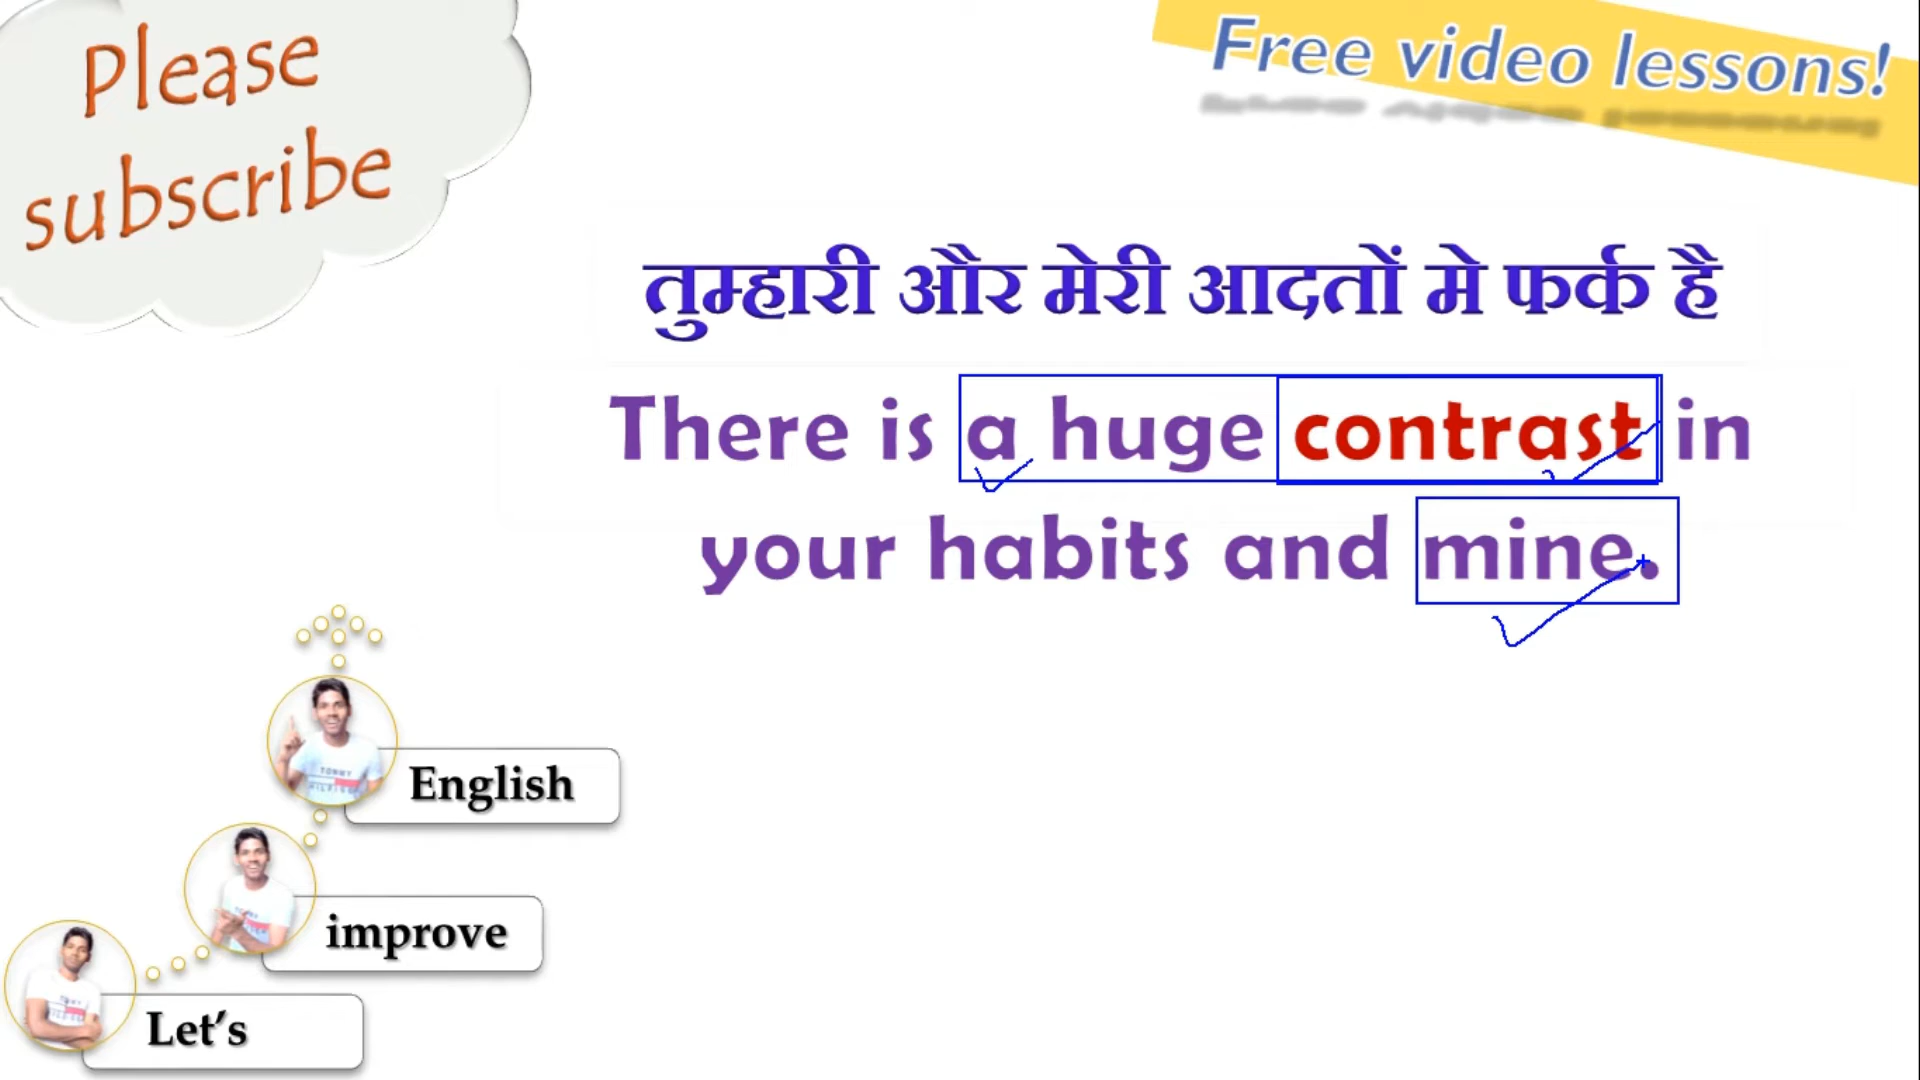 Please
subscribe
Free video lessons!
तुम्हारी और मेरी आदतों मे फर्क है
There is a huge contrast in
your habits and mine.
English
improve
Let's